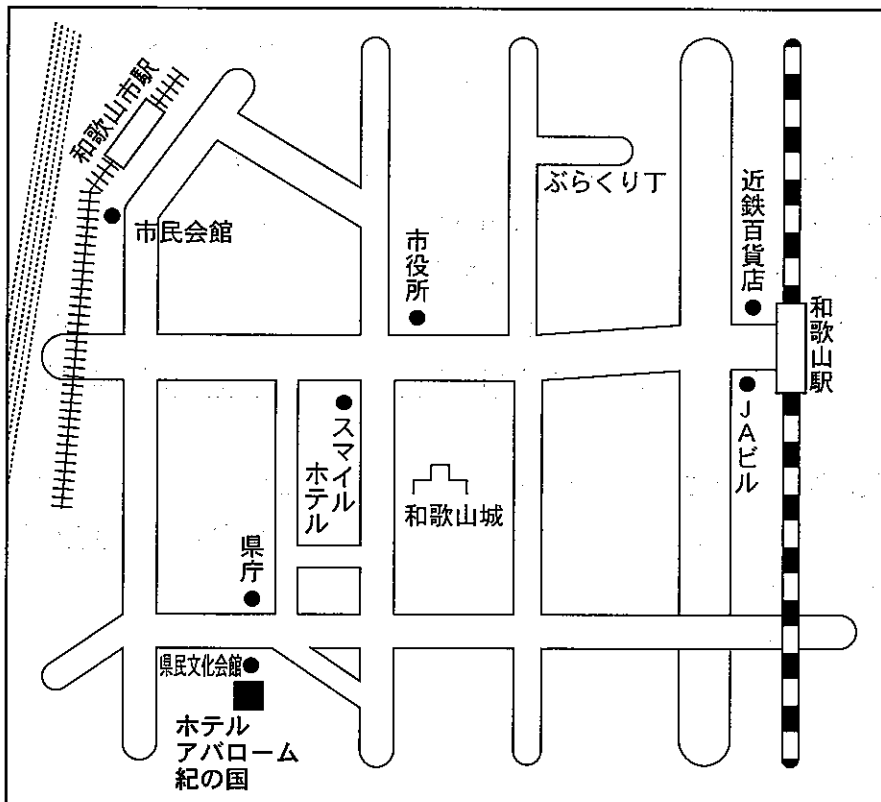 和歌山市駅
市民会館
ぶらくり丁
近鉄百貨店
市役所
和歌山駅
スマイル
ホテル
JAビル
和歌山城
県庁
県民文化会館
ホテル
アバローム
紀の国